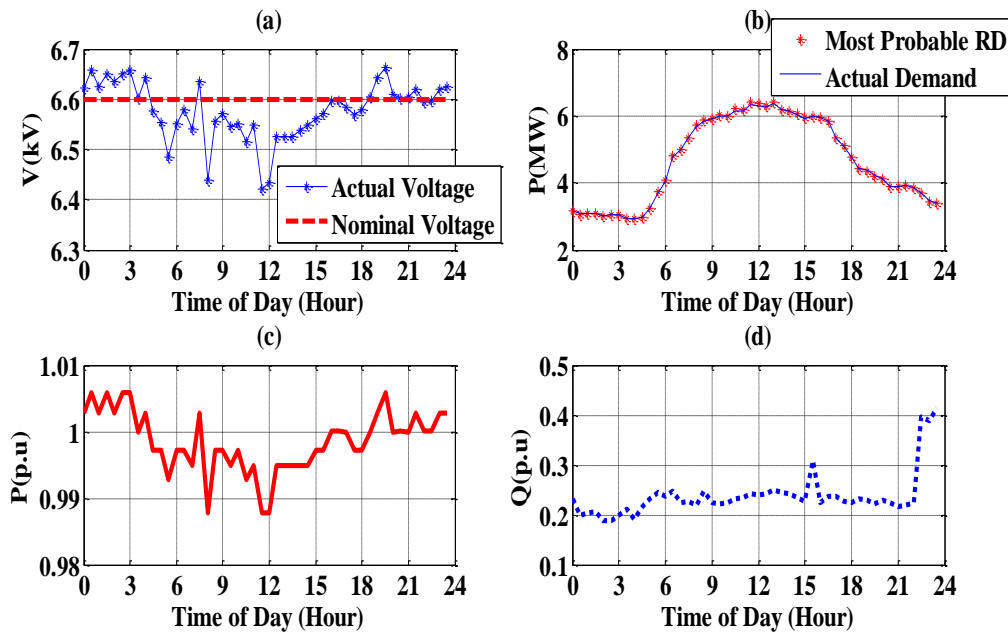 (a)
V(kV)
6.7
6.6
6.5
6.4
6.3
Actual Voltage
Nominal Voltage
0 3 6 9 12 15 18 21 24
Time of Day (Hour)
(b)
P(MW)
8
6
4
2
Most Probable RD
Actual Demand
0 3 6 9 12 15 18 21 24
Time of Day (Hour)
(c)
P(p.u)
1.01
1
0.99
0.98
0 3 6 9 12 15 18 21 24
Time of Day (Hour)
(d)
Q(p.u)
0.5
0.4
0.3
0.2
0.1
0 3 6 9 12 15 18 21 24
Time of Day (Hour)